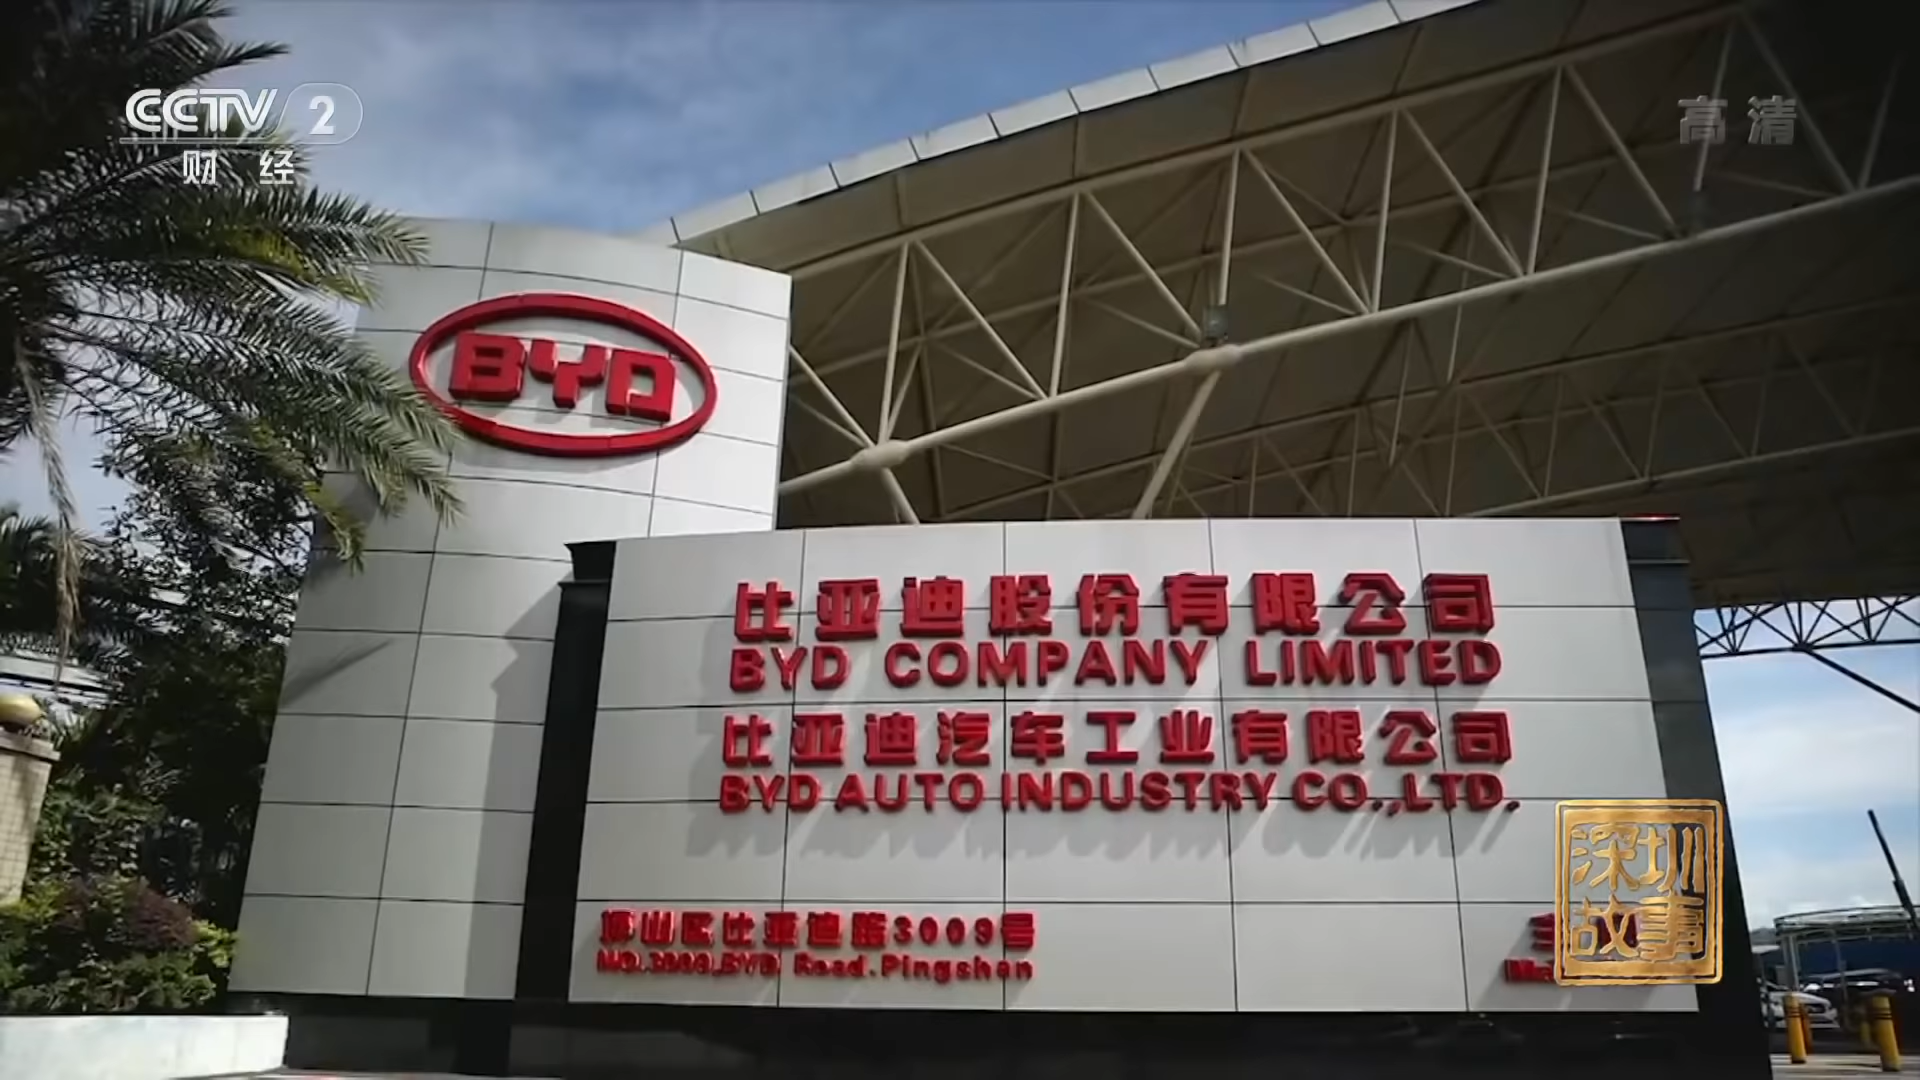 CCTV 2
财 经
高清
BYD
比亚迪股份有限公司
BYD COMPANY LIMITED
比亚迪汽车工业有限公司
BYD AUTO INDUSTRY CO.,LTD.
坪山区比亚迪路3009号
NO.3009,BYD Road.Pingshan
深圳
故事